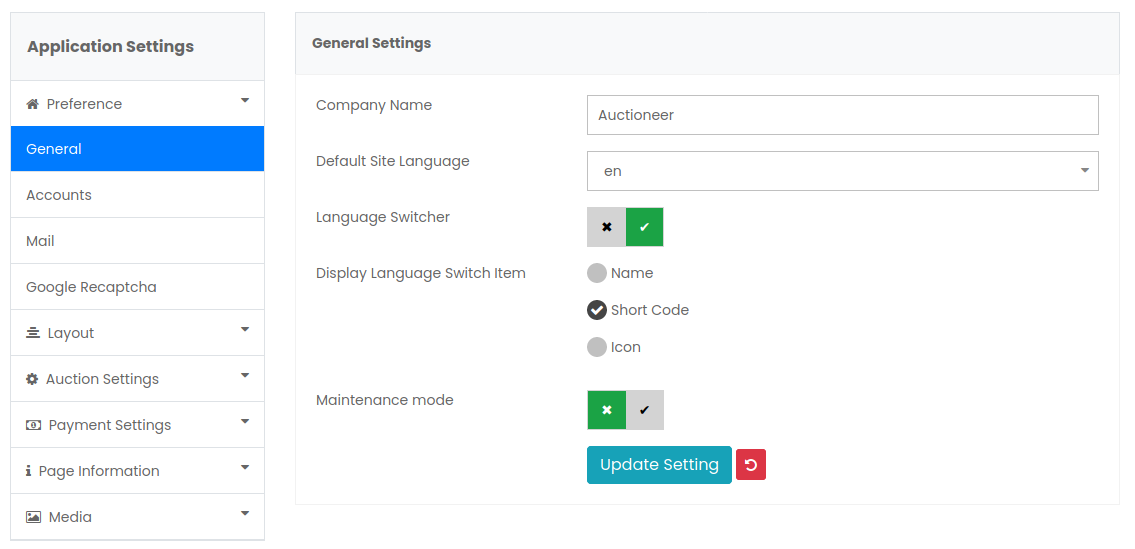 Application Settings
Preference
General
Accounts
Mail
Google Recaptcha
Layout
Auction Settings
Payment Settings
Page Information
Media
General Settings
Company Name
Auctioneer
Default Site Language
en
Language Switcher
Display Language Switch Item
Name
Short Code
Icon
Maintenance mode
Update Setting